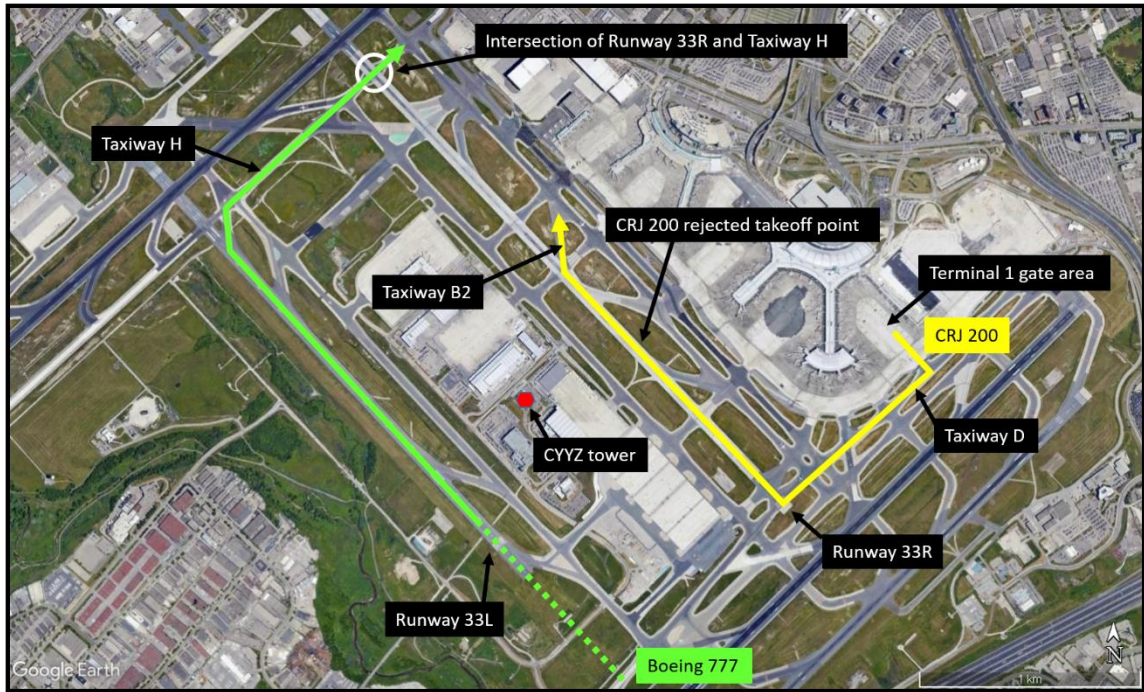 Intersection of Runway 33R and Taxiway H
Taxiway H
CRJ 200 rejected takeoff point
Terminal 1 gate area
Taxiway B2
CRJ 200
Taxiway D
CYYZ tower
Runway 33R
Runway 33L
Boeing 777
Google Earth
N
1 km